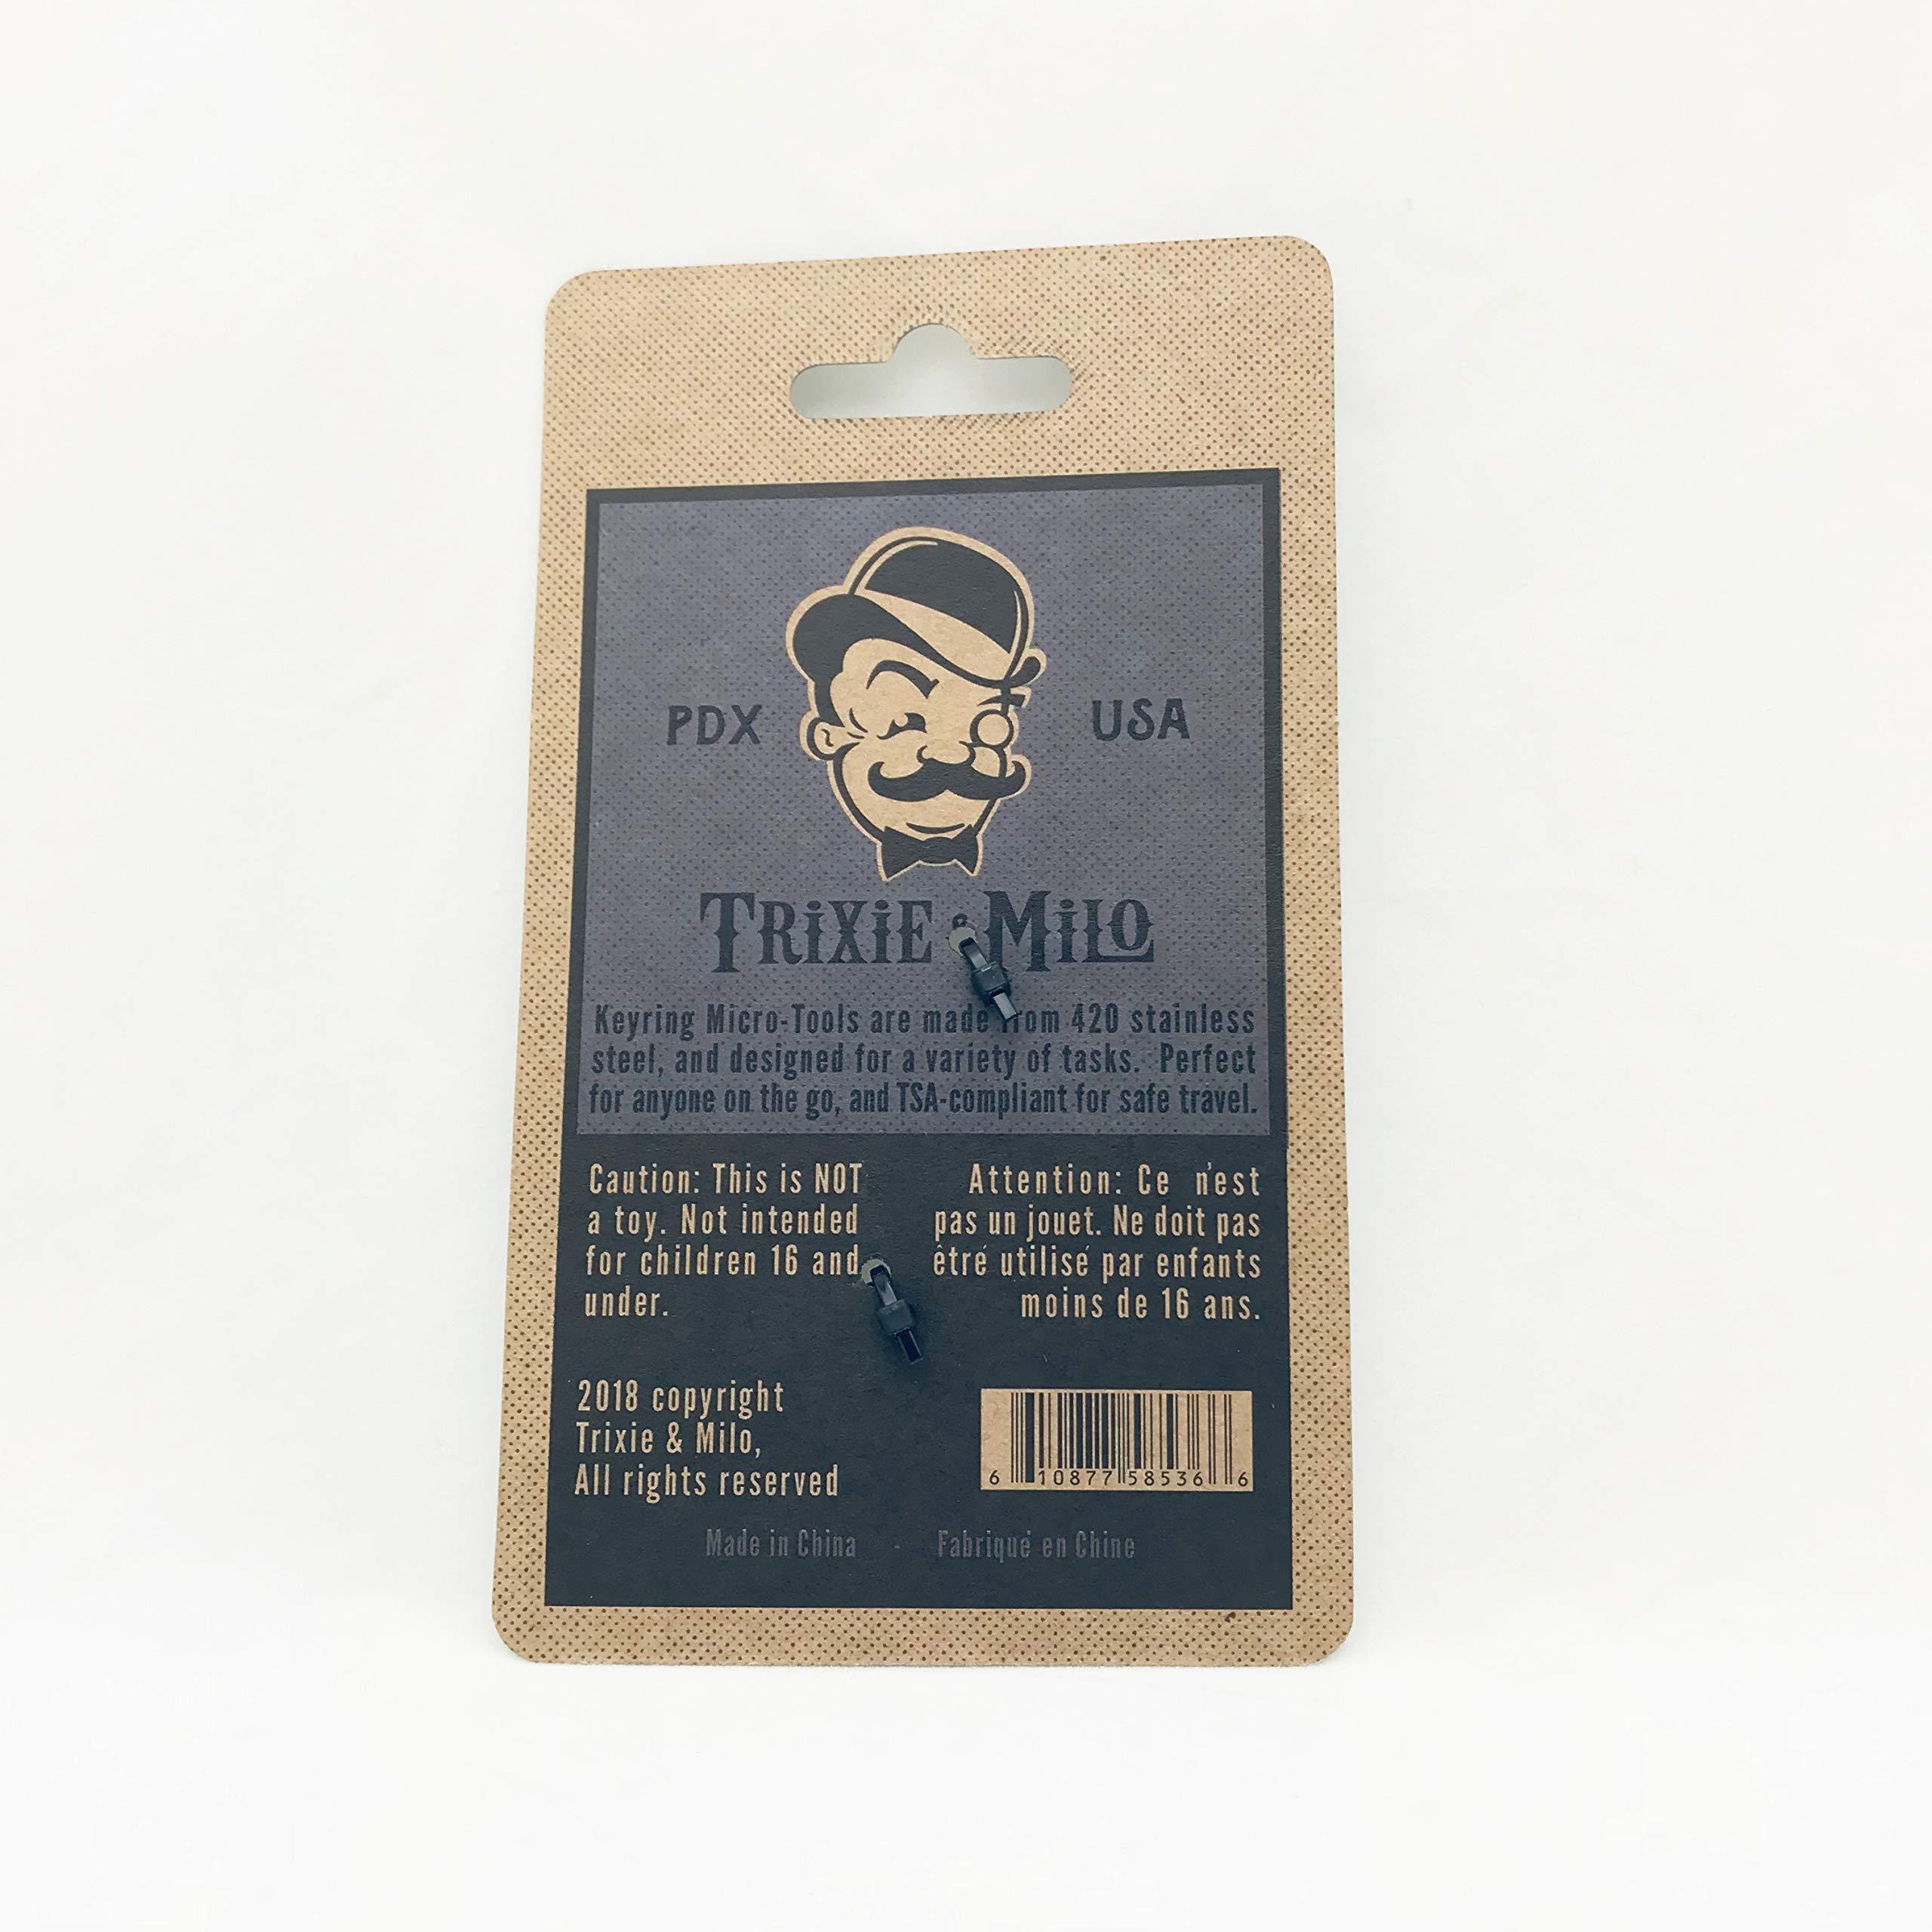 PDX USA
TRiXiE & MiLO
Keyring Micro-Tools are made from 420 stainless
steel, and designed for a variety of tasks. Perfect
for anyone on the go, and TSA-compliant for safe travel.
Caution: This is NOT
a toy. Not intended
for children 16 and
under.
Attention: Ce n'est
pas un jouet. Ne doit pas
êtré utilisé par enfants
moins de 16 ans.
2018 copyright
Trixie & Milo,
All rights reserved
6 10877 58536 6
Made in China - Fabriqué en Chine